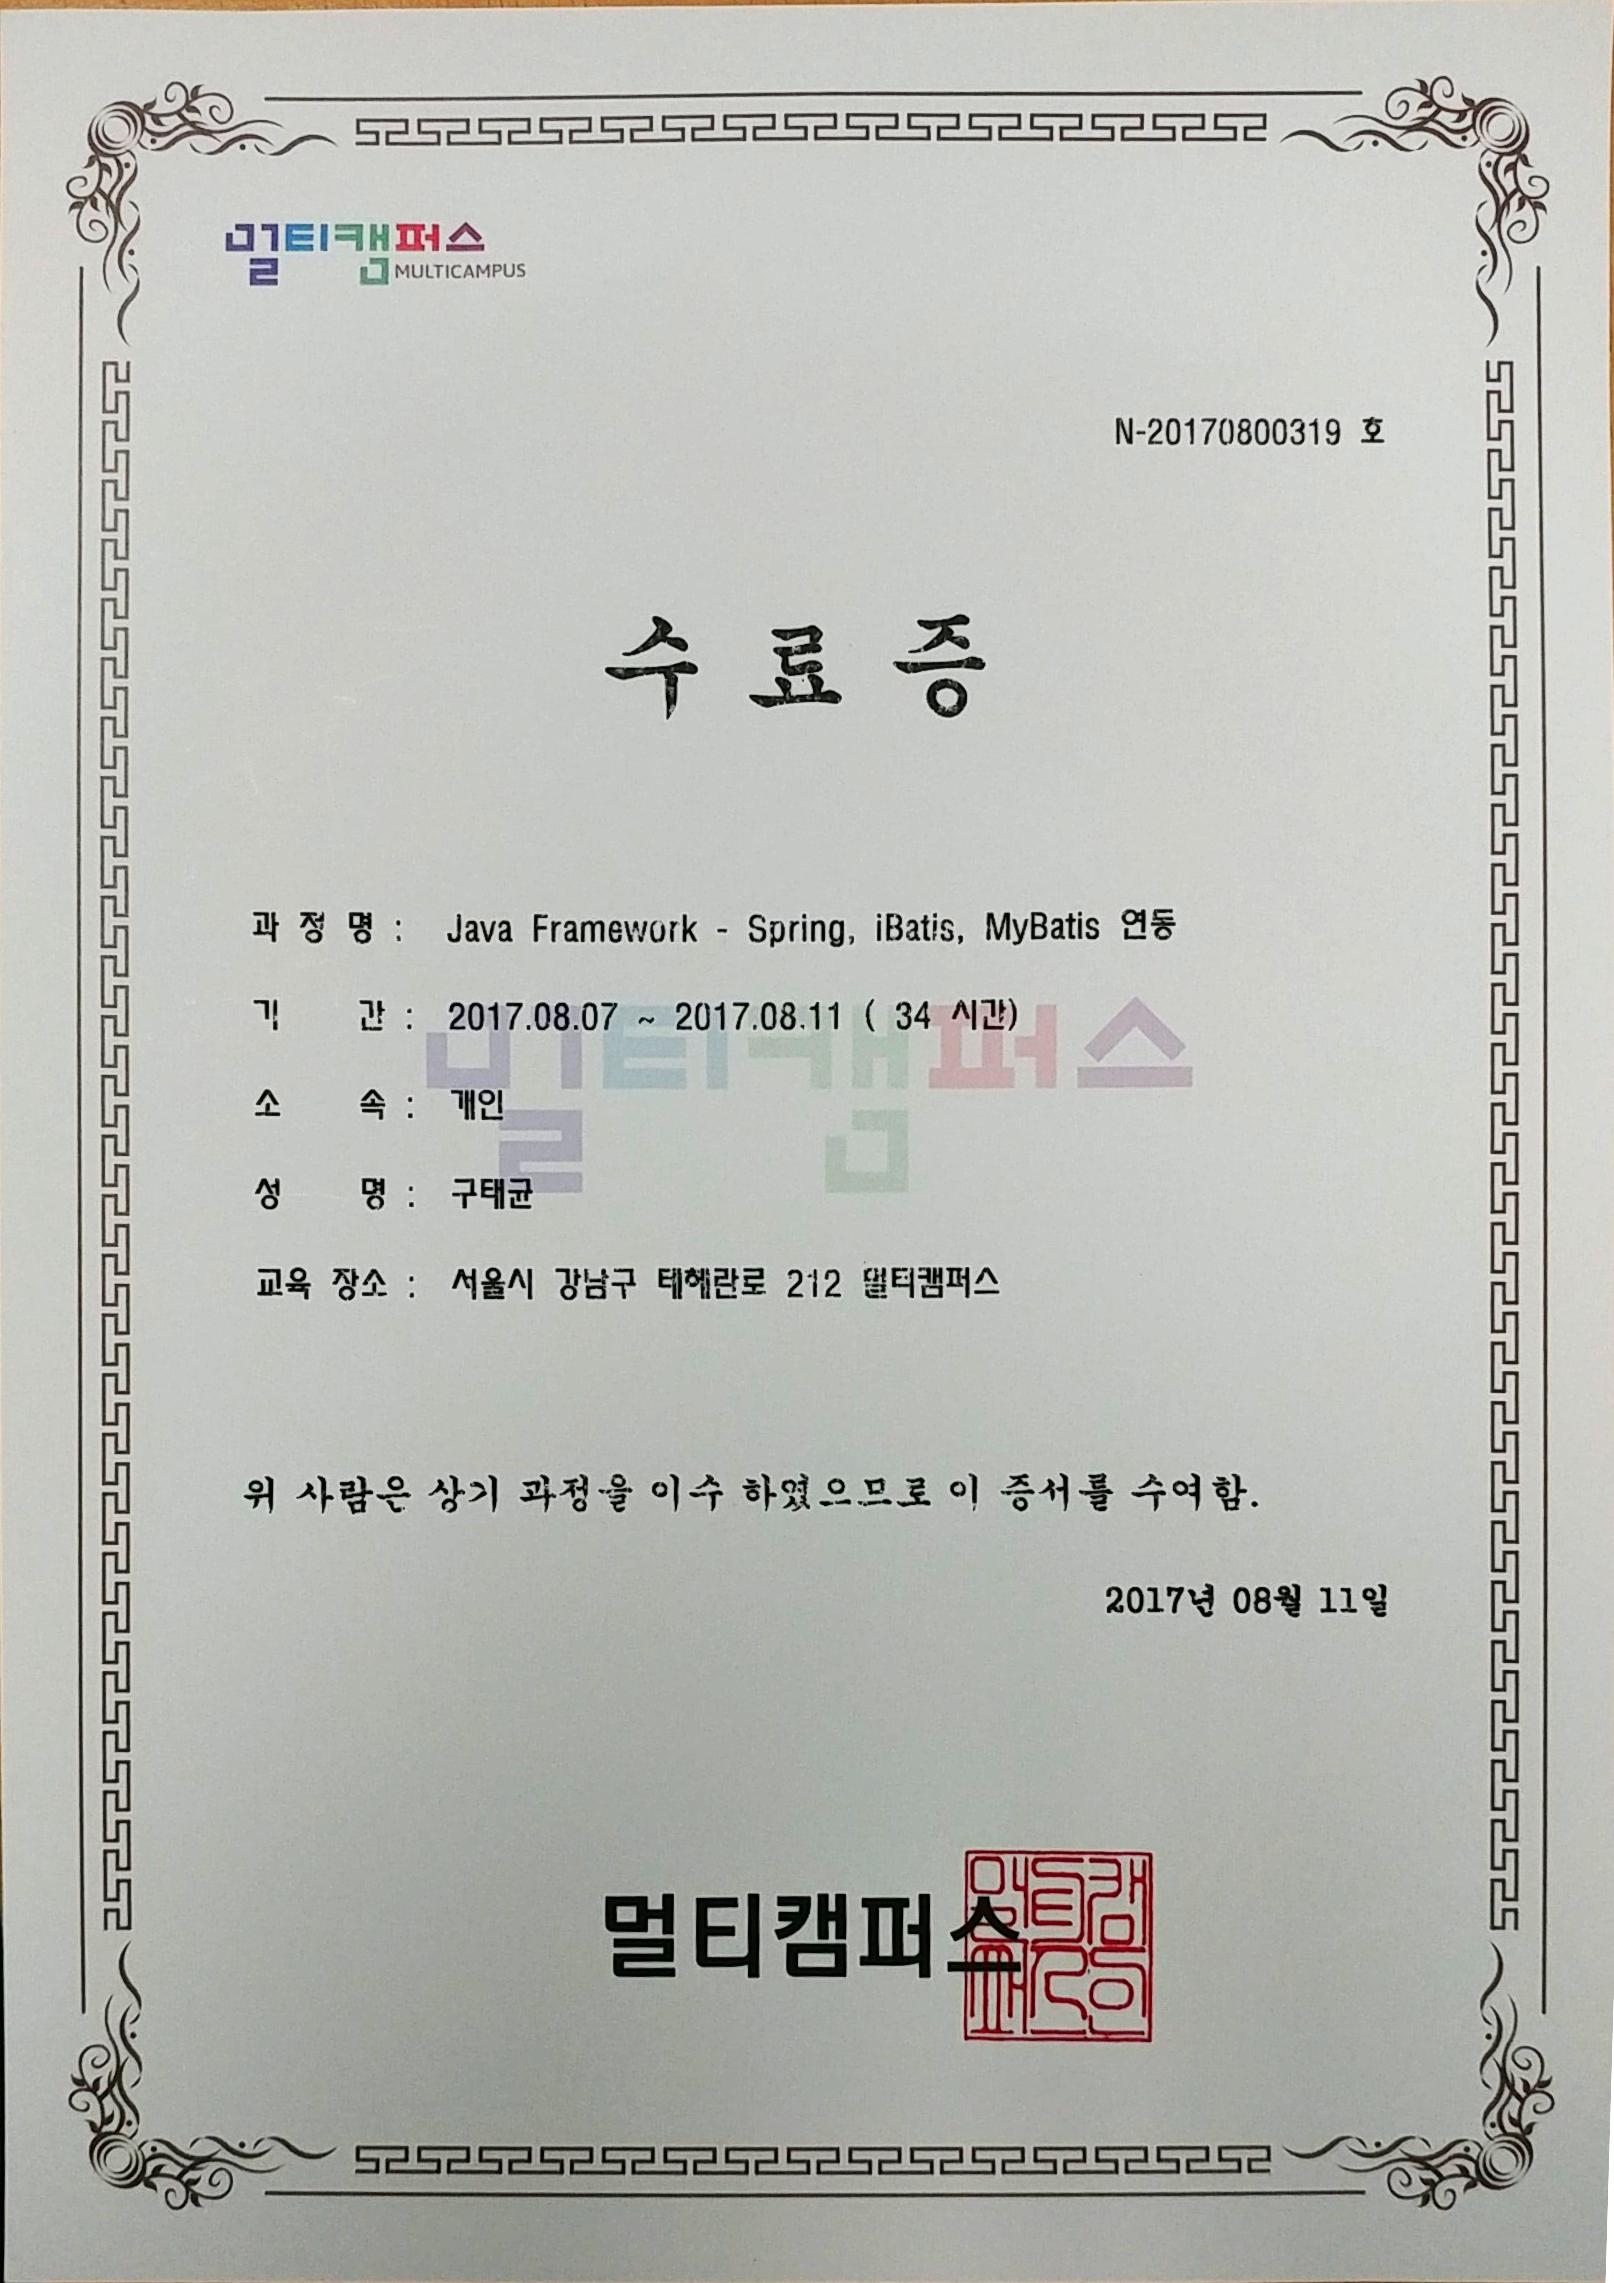 멀티캠퍼스
MULTICAMPUS
N-20170800319 호
수 료 증
과 정 명 : Java Framework - Spring, iBatis, MyBatis 연동
기 간 : 2017.08.07 ~ 2017.08.11 ( 34 시간)
멀티캠퍼스
소 속 : 개인
성 명 : 구태균
교육 장소 : 서울시 강남구 테헤란로 212 멀티캠퍼스
위 사람은 상기 과정을 이수 하였으므로 이 증서를 수여함.
2017년 08월 11일
멀티캠퍼스